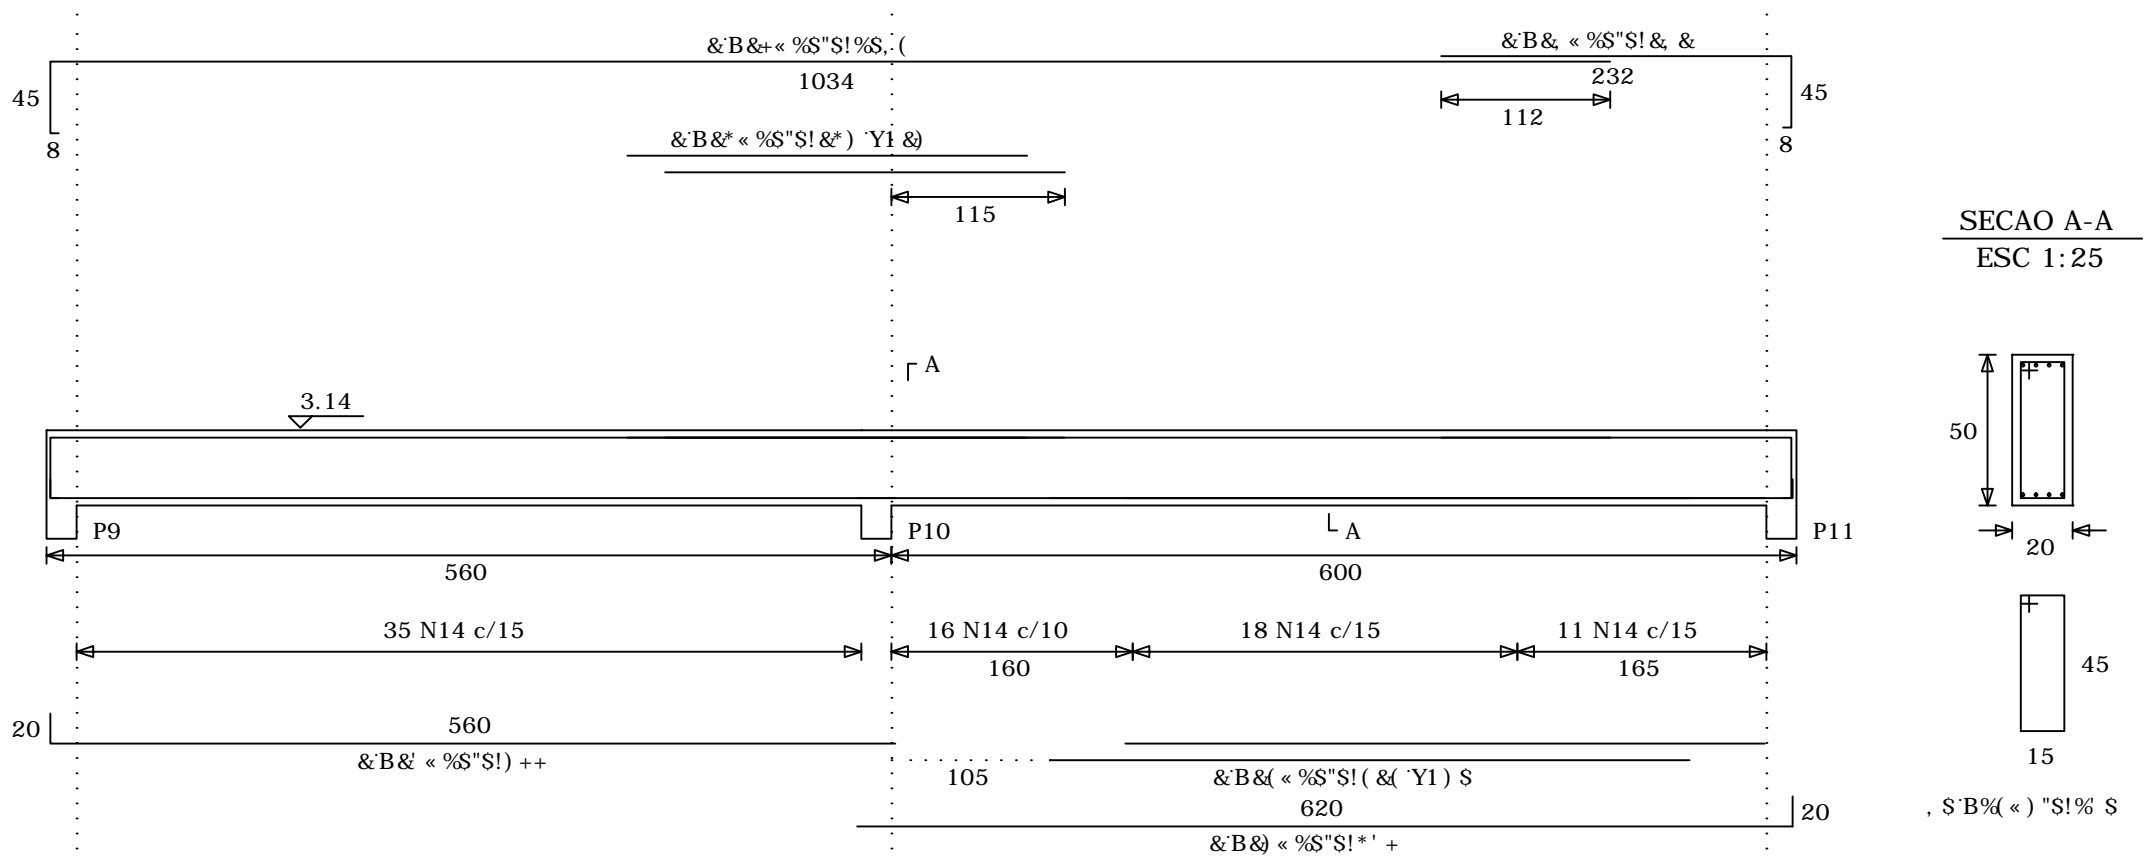 &˙B&+« %$"$!%$, (
&˙B&, « %$"$!&, &
1034
232
45
45
112
8
8
&˙B&*« %$"$!&*) ˙Y1 &)
115
SECAO A-A
ESC 1:25
A
3.14
50
P9
P10
A
P11
20
560
600
35 N14 c/15
16 N14 c/10
18 N14 c/15
11 N14 c/15
160
165
45
20
560
&˙B&' « %$"$!) ++
105
&˙B&( « %$"$!( &( ˙Y1) $
15
620
20
, $˙B%( «) "$!%' $
&˙B&) « %$"$!*' +